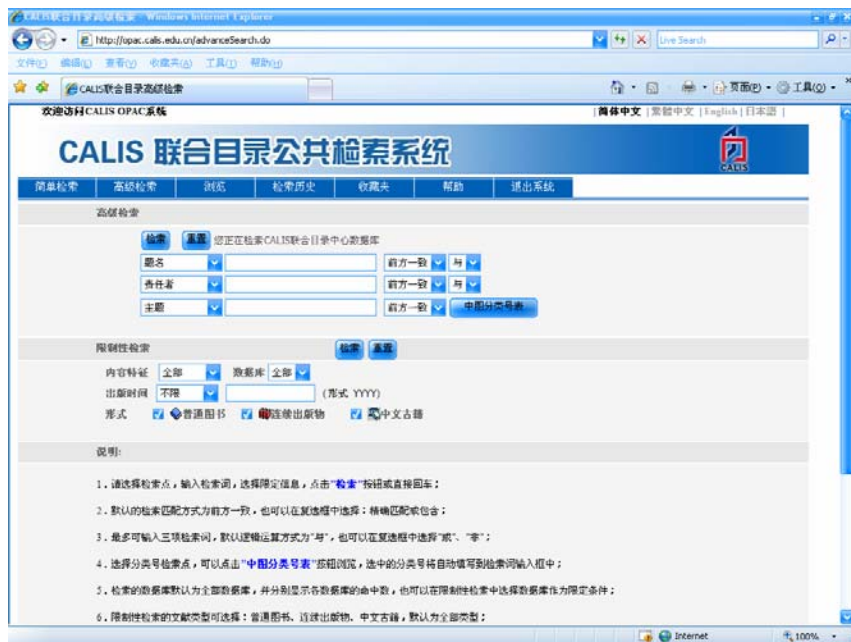 CALIS联合目录高级检索 - Windows Internet Explorer
http://opac.calis.edu.cn/advanceSearch.do
Live Search
文件(F) 编辑(E) 查看(V) 收藏夹(A) 工具(T) 帮助(H)
CALIS联合目录高级检索
页面(P) 工具(O)
欢迎访问CALIS OPAC系统
|简体中文|繁體中文|English|日本語|
CALIS 联合目录公共检索系统
CALIS
简单检索 高级检索 浏览 检索历史 收藏夹 帮助 退出系统
高级检索
检索 重置 您正在检索CALIS联合目录中心数据库
题名 前方一致 与
责任者 前方一致 与
主题 前方一致 中图分类号表
限制性检索 检索 重置
内容特征 全部 数据库 全部
出版时间 不限 (形式 YYYY)
形式 普通图书 连续出版物 中文古籍
说明:
1.请选择检索点,输入检索词,选择限定信息,点击"检索"按钮或直接回车;
2.默认的检索匹配方式为前方一致,也可以在复选框中选择:精确匹配或包含;
3.最多可输入三项检索词,默认逻辑运算方式为"与",也可以在复选框中选择"或"、"非";
4.选择分类号检索点,可以点击"中图分类号表"按钮浏览,选中的分类号将自动填写到检索词输入框中;
5.检索的数据库默认为全部数据库,并分别显示各数据库的命中数,也可以在限制性检索中选择数据库作为限定条件;
6.限制性检索的文献类型可选择:普通图书、连续出版物、中文古籍,默认为全部类型;
Internet 100%